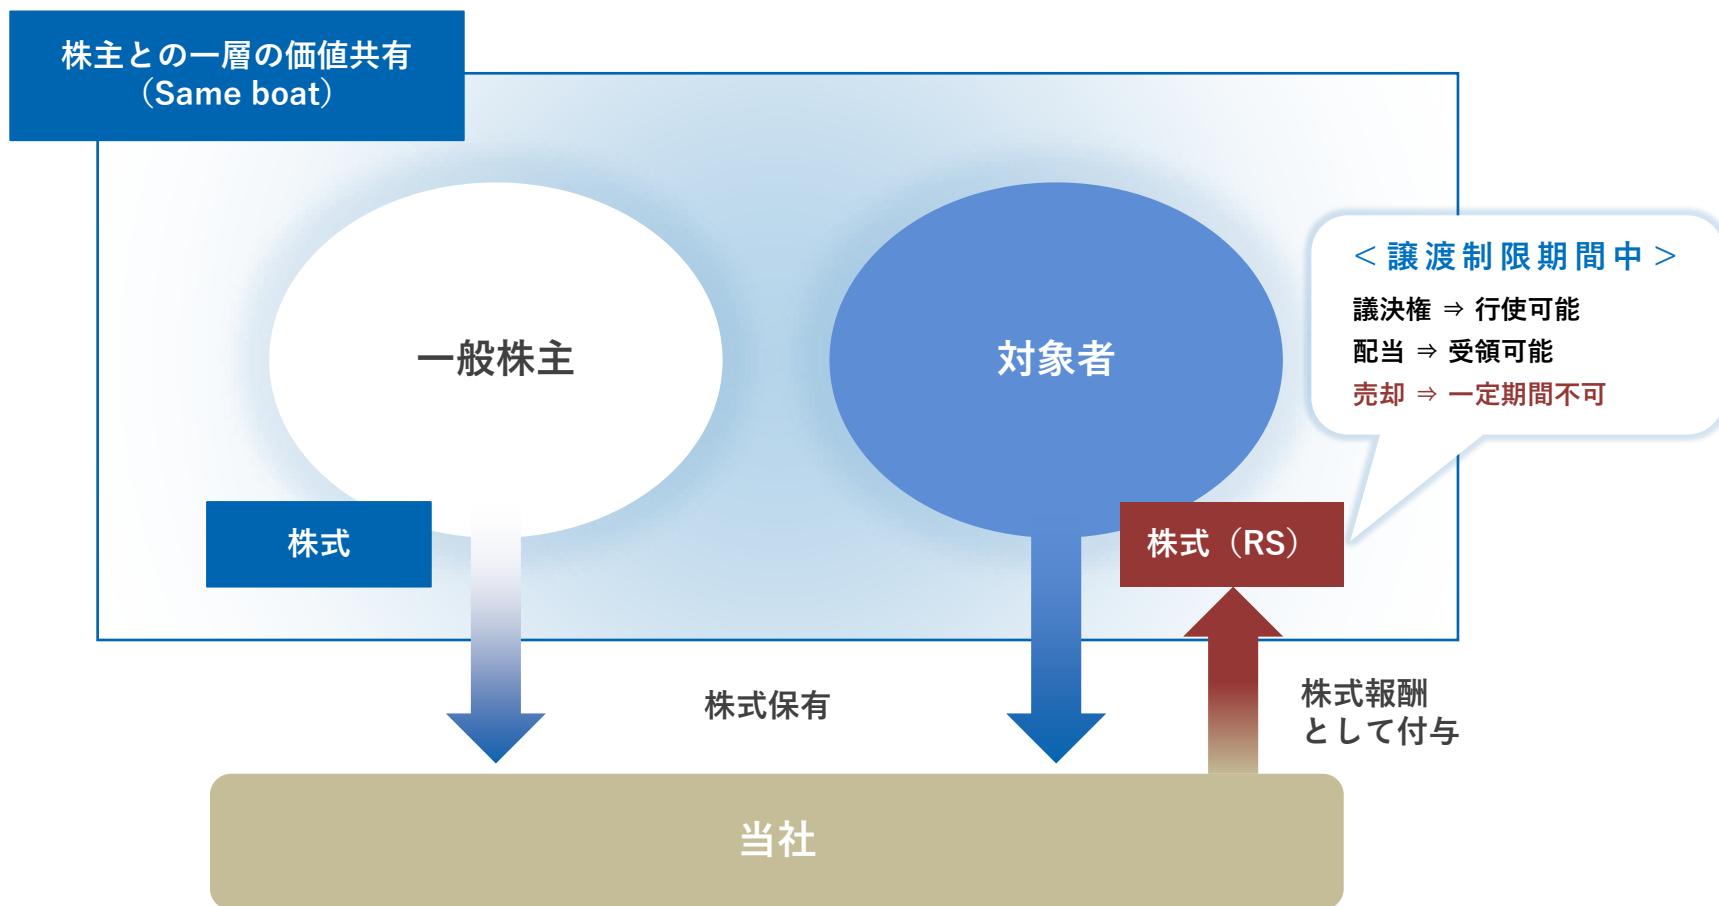 株主との一層の価値共有
（Same boat）
一般株主
対象者
＜譲渡制限期間中＞
議決権 ⇒ 行使可能
配当 ⇒ 受領可能
売却 ⇒ 一定期間不可
株式
株式（RS）
株式保有
株式報酬
として付与
当社